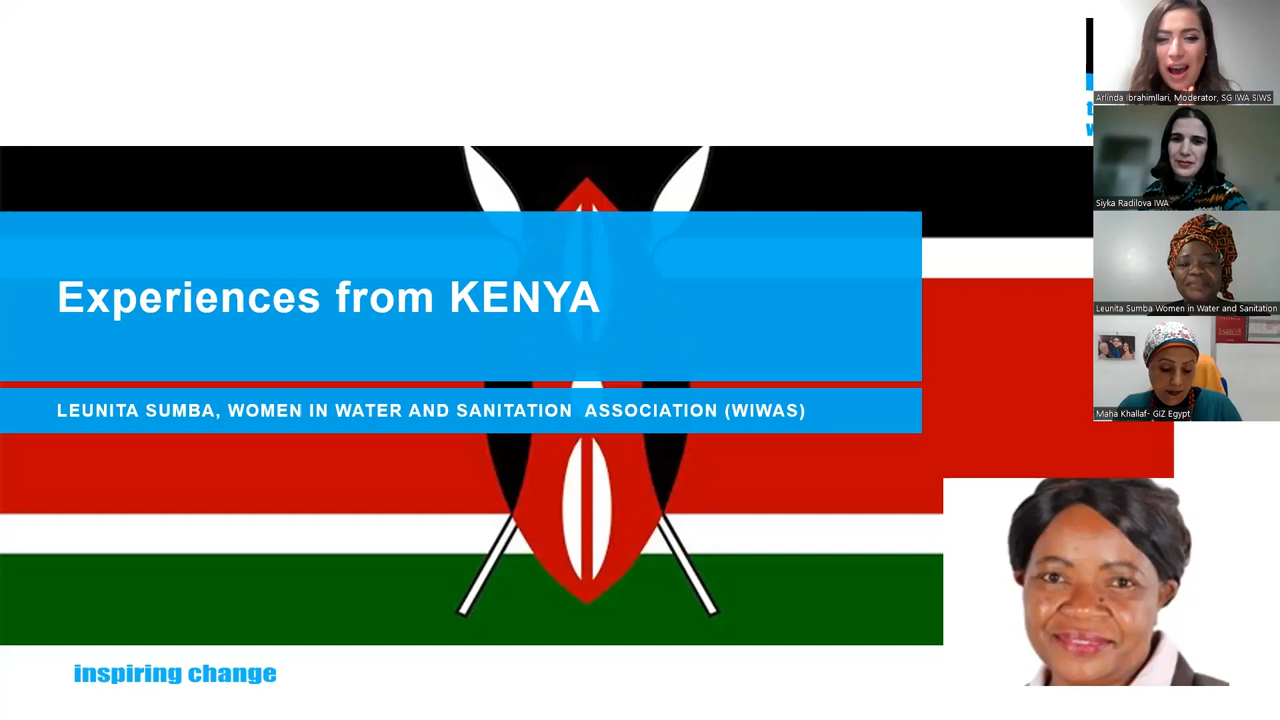 Experiences from KENYA
LEUNITA SUMBA, WOMEN IN WATER AND SANITATION ASSOCIATION (WIWAS)
inspiring change
Arlinda Ibrahimllari, Moderator, SG IWA SIWS
Siyka Radilova IWA
Leunita Sumba Women in Water and Sanitation
Maha Khallaf- GIZ Egypt